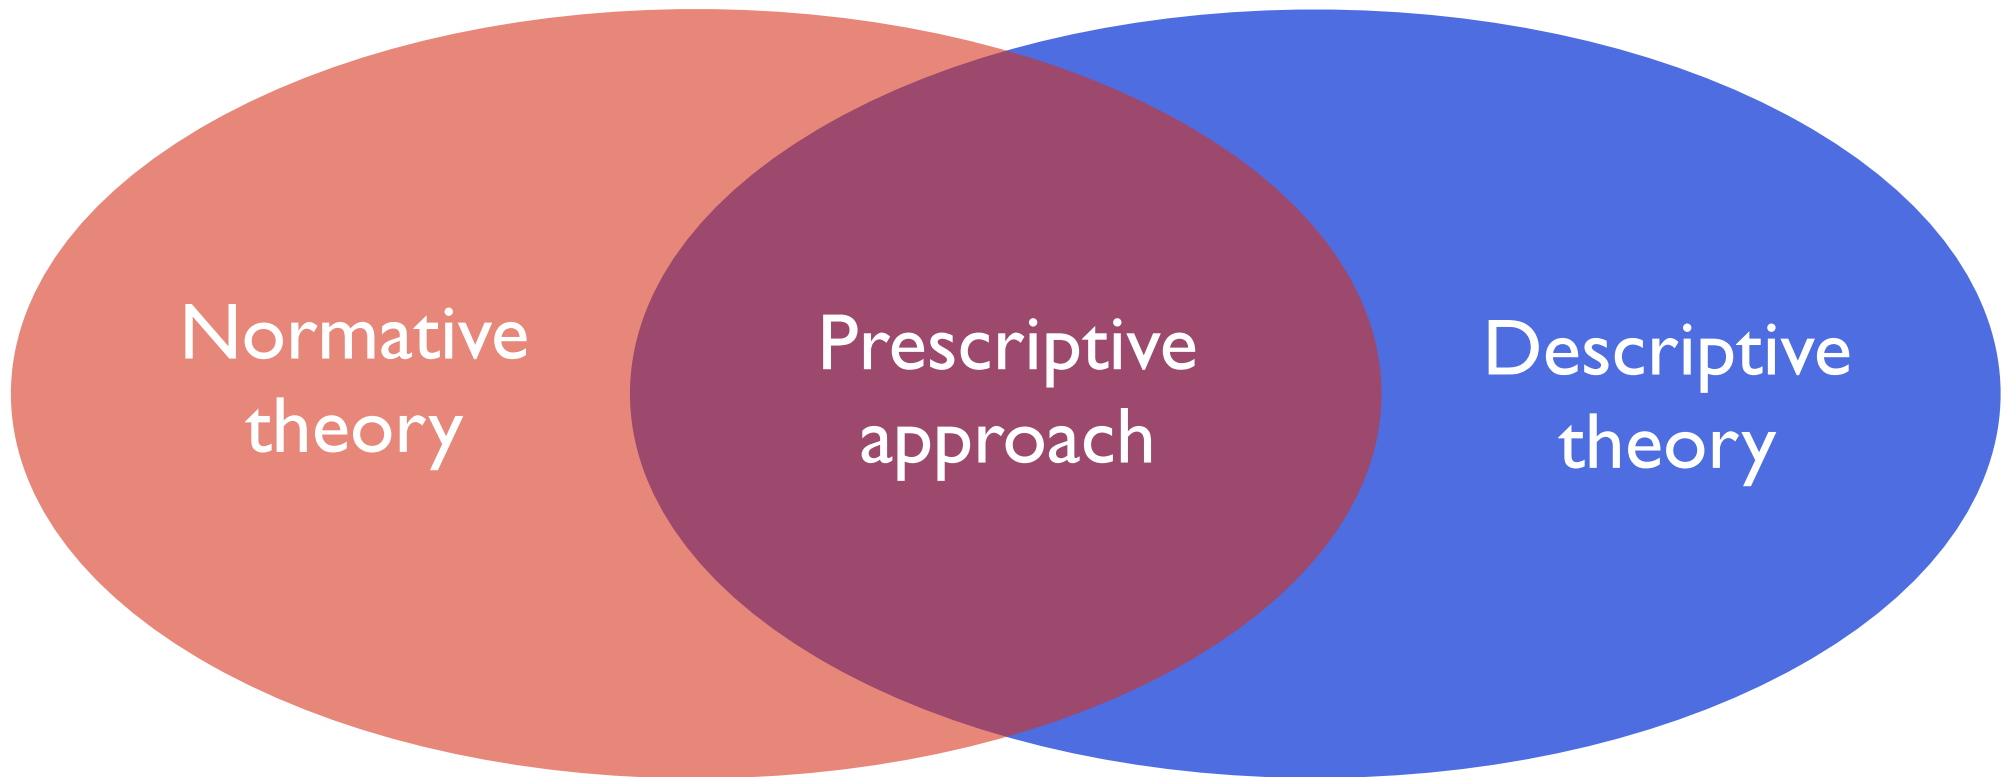 Normative
theory
Prescriptive
approach
Descriptive
theory